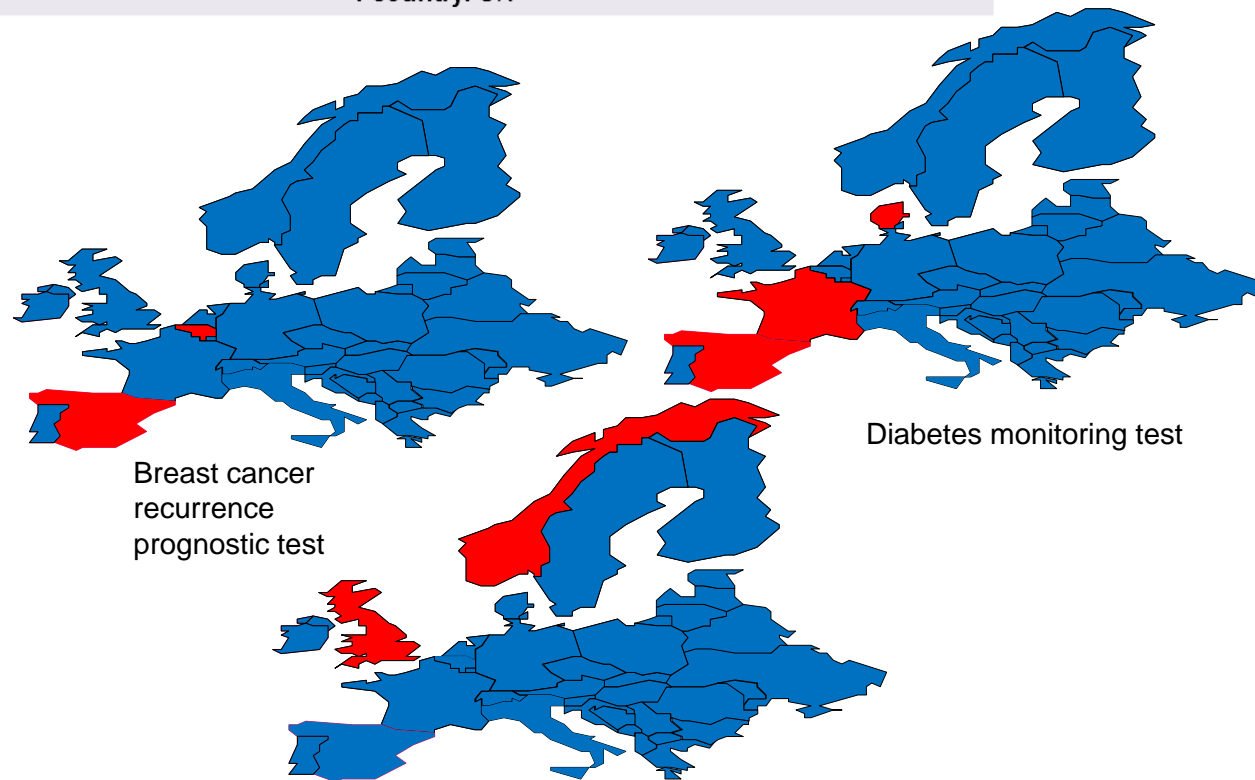 Breast cancer
recurrence
prognostic test
Diabetes monitoring test